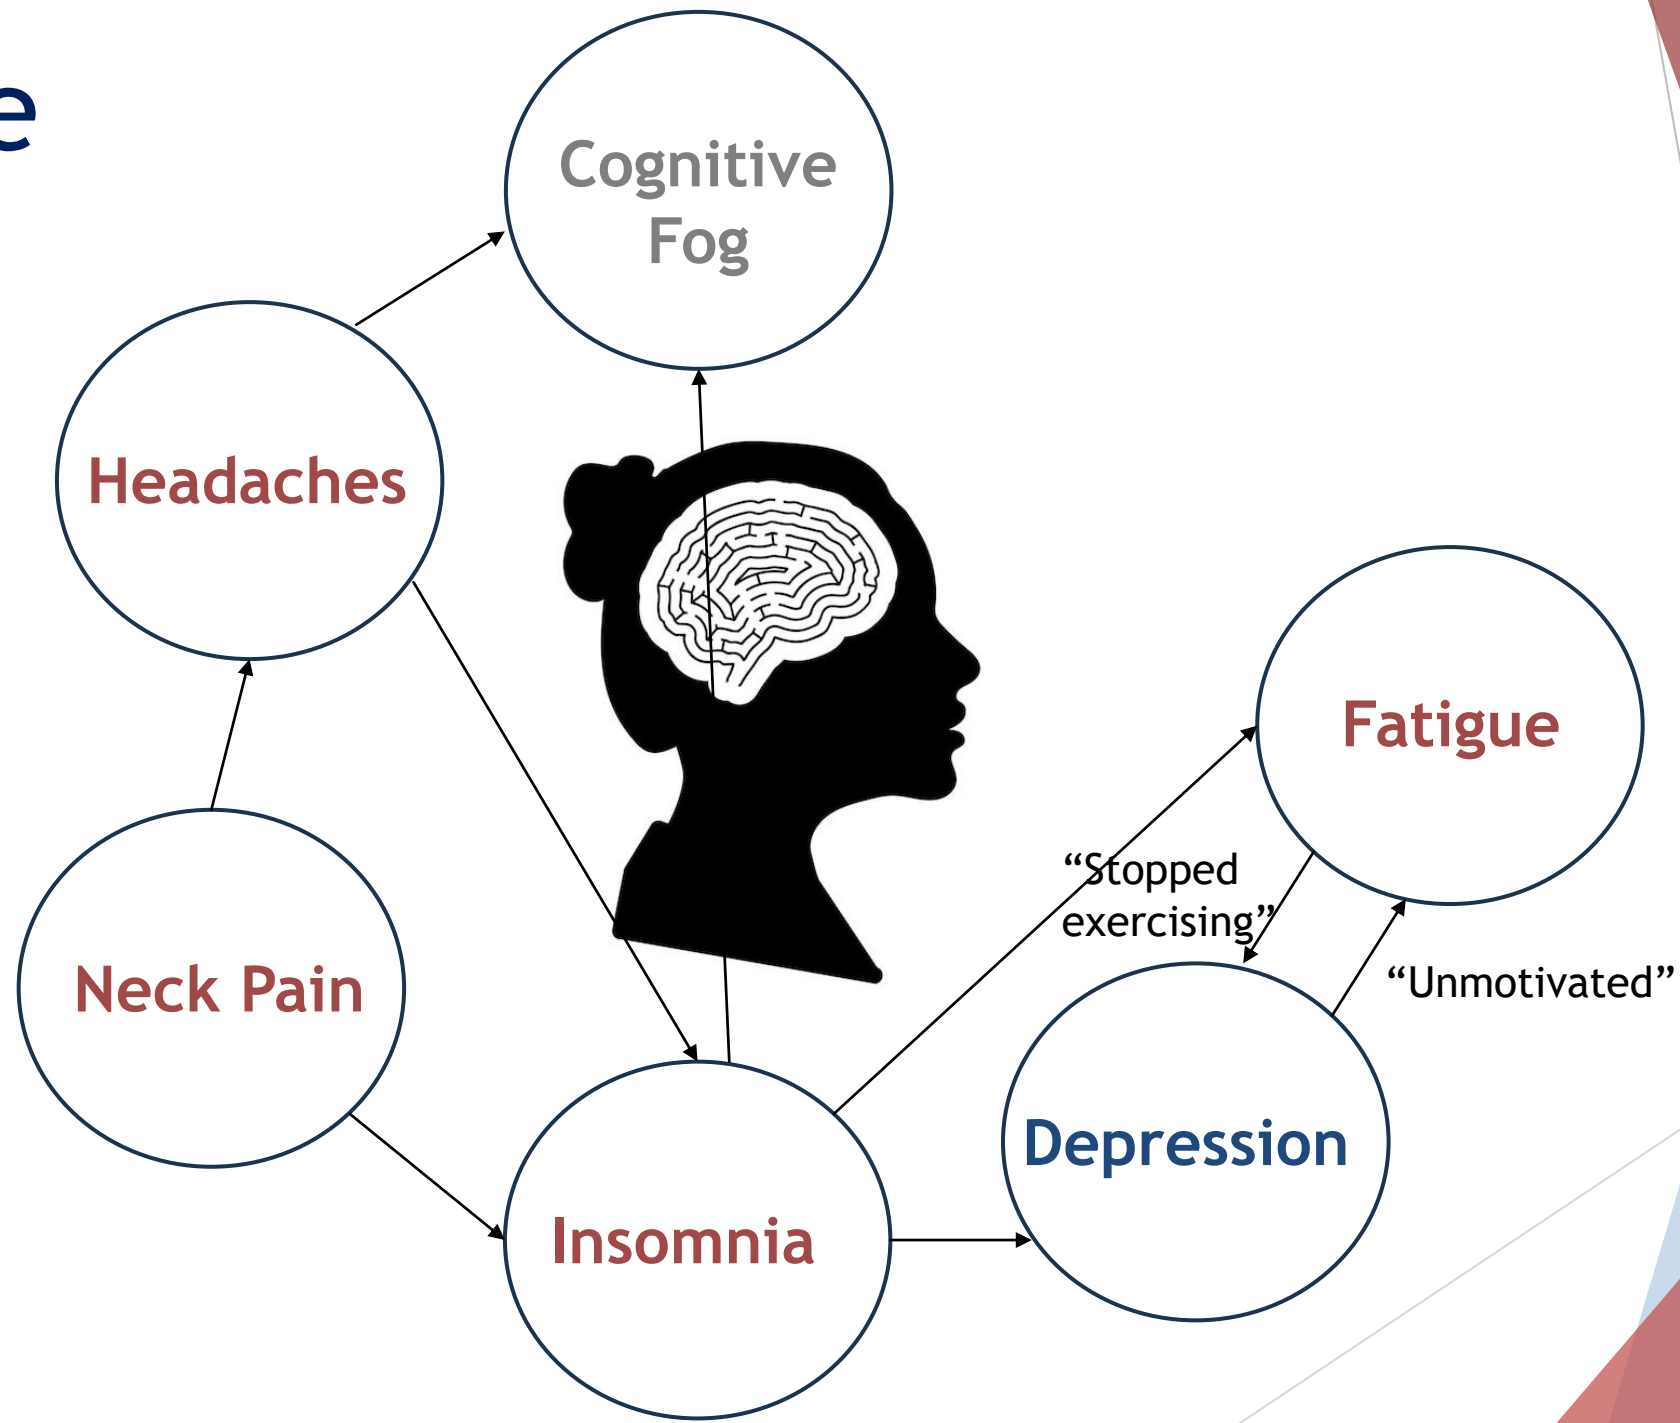 e
Cognitive
Fog
Headaches
Fatigue
“Stopped
exercising”
“Unmotivated”
Neck Pain
Depression
Insomnia